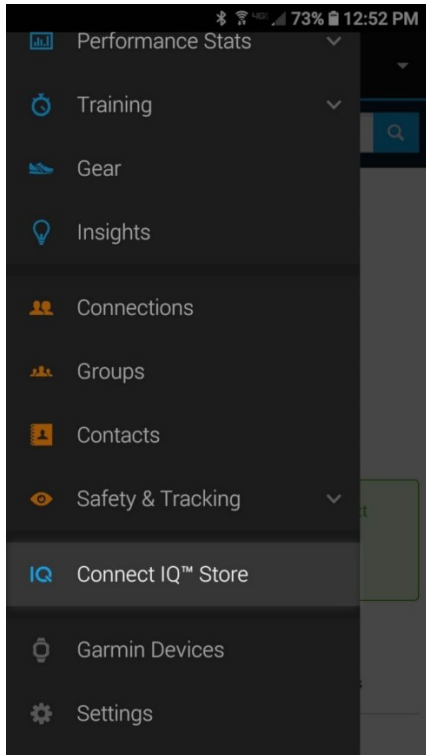 73% 12:52 PM
Performance Stats
Training
Gear
Insights
Connections
Groups
Contacts
Safety & Tracking
IQ Connect IQ™ Store
Garmin Devices
Settings